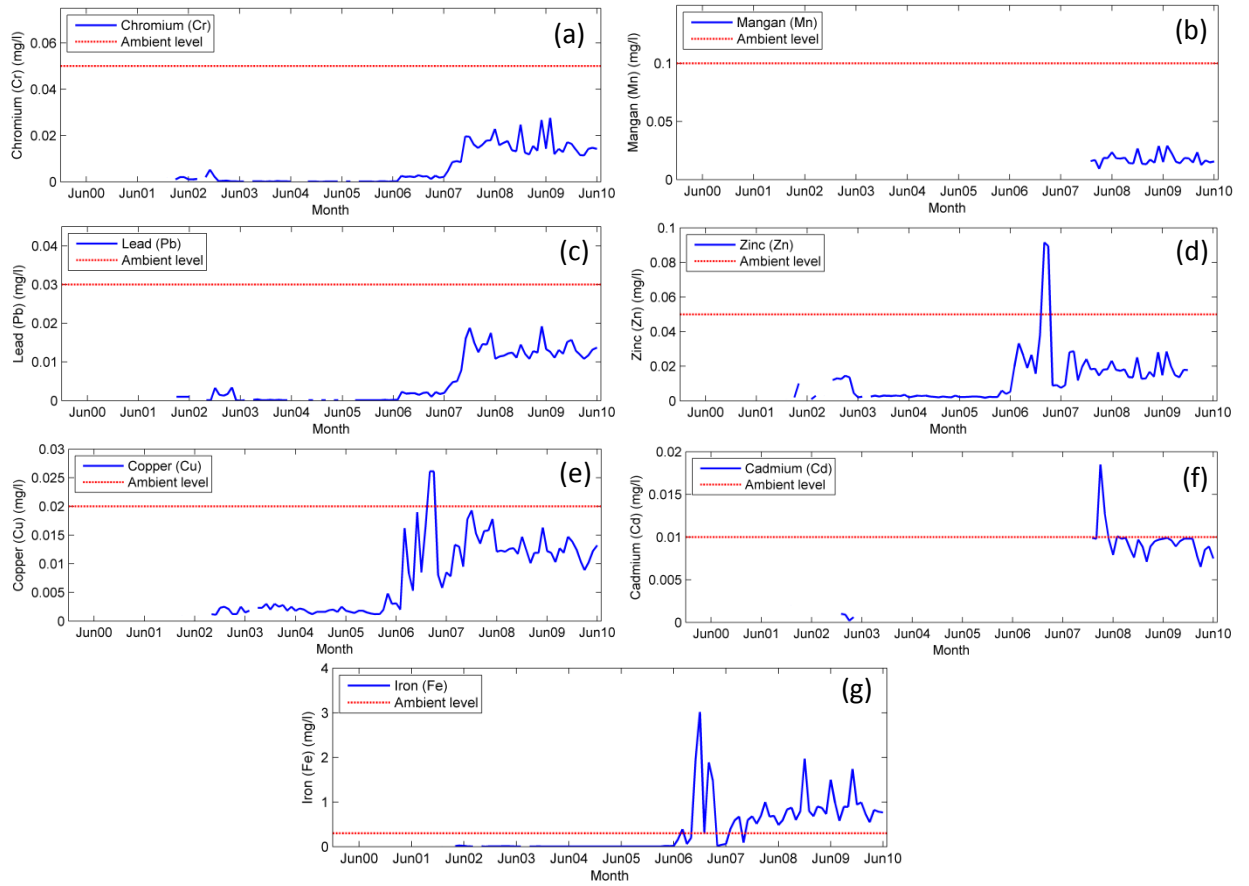 Chromium (Cr)
Ambient level
(a)
Chromium (Cr) (mg/l)
0.06
0.04
0.02
0
Jun00 Jun01 Jun02 Jun03 Jun04 Jun05 Jun06 Jun07 Jun08 Jun09 Jun10
Month
Mangan (Mn)
Ambient level
(b)
Mangan (Mn) (mg/l)
0.1
0.05
0
Jun00 Jun01 Jun02 Jun03 Jun04 Jun05 Jun06 Jun07 Jun08 Jun09 Jun10
Month
Lead (Pb)
Ambient level
(c)
Lead (Pb) (mg/l)
0.04
0.03
0.02
0.01
0
Jun00 Jun01 Jun02 Jun03 Jun04 Jun05 Jun06 Jun07 Jun08 Jun09 Jun10
Month
Zinc (Zn)
Ambient level
(d)
Zinc (Zn) (mg/l)
0.1
0.08
0.06
0.04
0.02
0
Jun00 Jun01 Jun02 Jun03 Jun04 Jun05 Jun06 Jun07 Jun08 Jun09 Jun10
Month
Copper (Cu)
Ambient level
(e)
Copper (Cu) (mg/l)
0.03
0.025
0.02
0.015
0.01
0.005
0
Jun00 Jun01 Jun02 Jun03 Jun04 Jun05 Jun06 Jun07 Jun08 Jun09 Jun10
Month
Cadmium (Cd)
Ambient level
(f)
Cadmium (Cd) (mg/l)
0.02
0.015
0.01
0.005
0
Jun00 Jun01 Jun02 Jun03 Jun04 Jun05 Jun06 Jun07 Jun08 Jun09 Jun10
Month
Iron (Fe)
Ambient level
(g)
Iron (Fe) (mg/l)
4
3
2
1
0
Jun00 Jun01 Jun02 Jun03 Jun04 Jun05 Jun06 Jun07 Jun08 Jun09 Jun10
Month